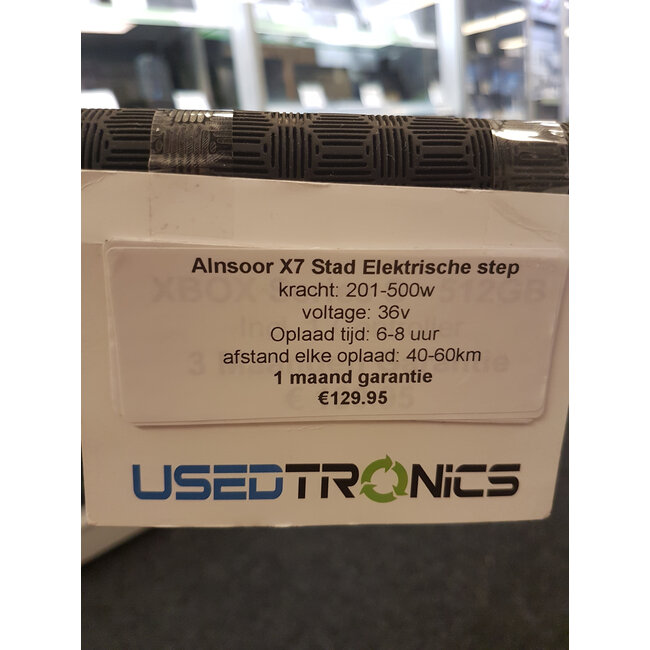 Alnsoor X7 Stad Elektrische step
kracht: 201-500w
voltage: 36v
Oplaad tijd: 6-8 uur
afstand elke oplaad: 40-60km
1 maand garantie
€129.95
USEDTRONICS